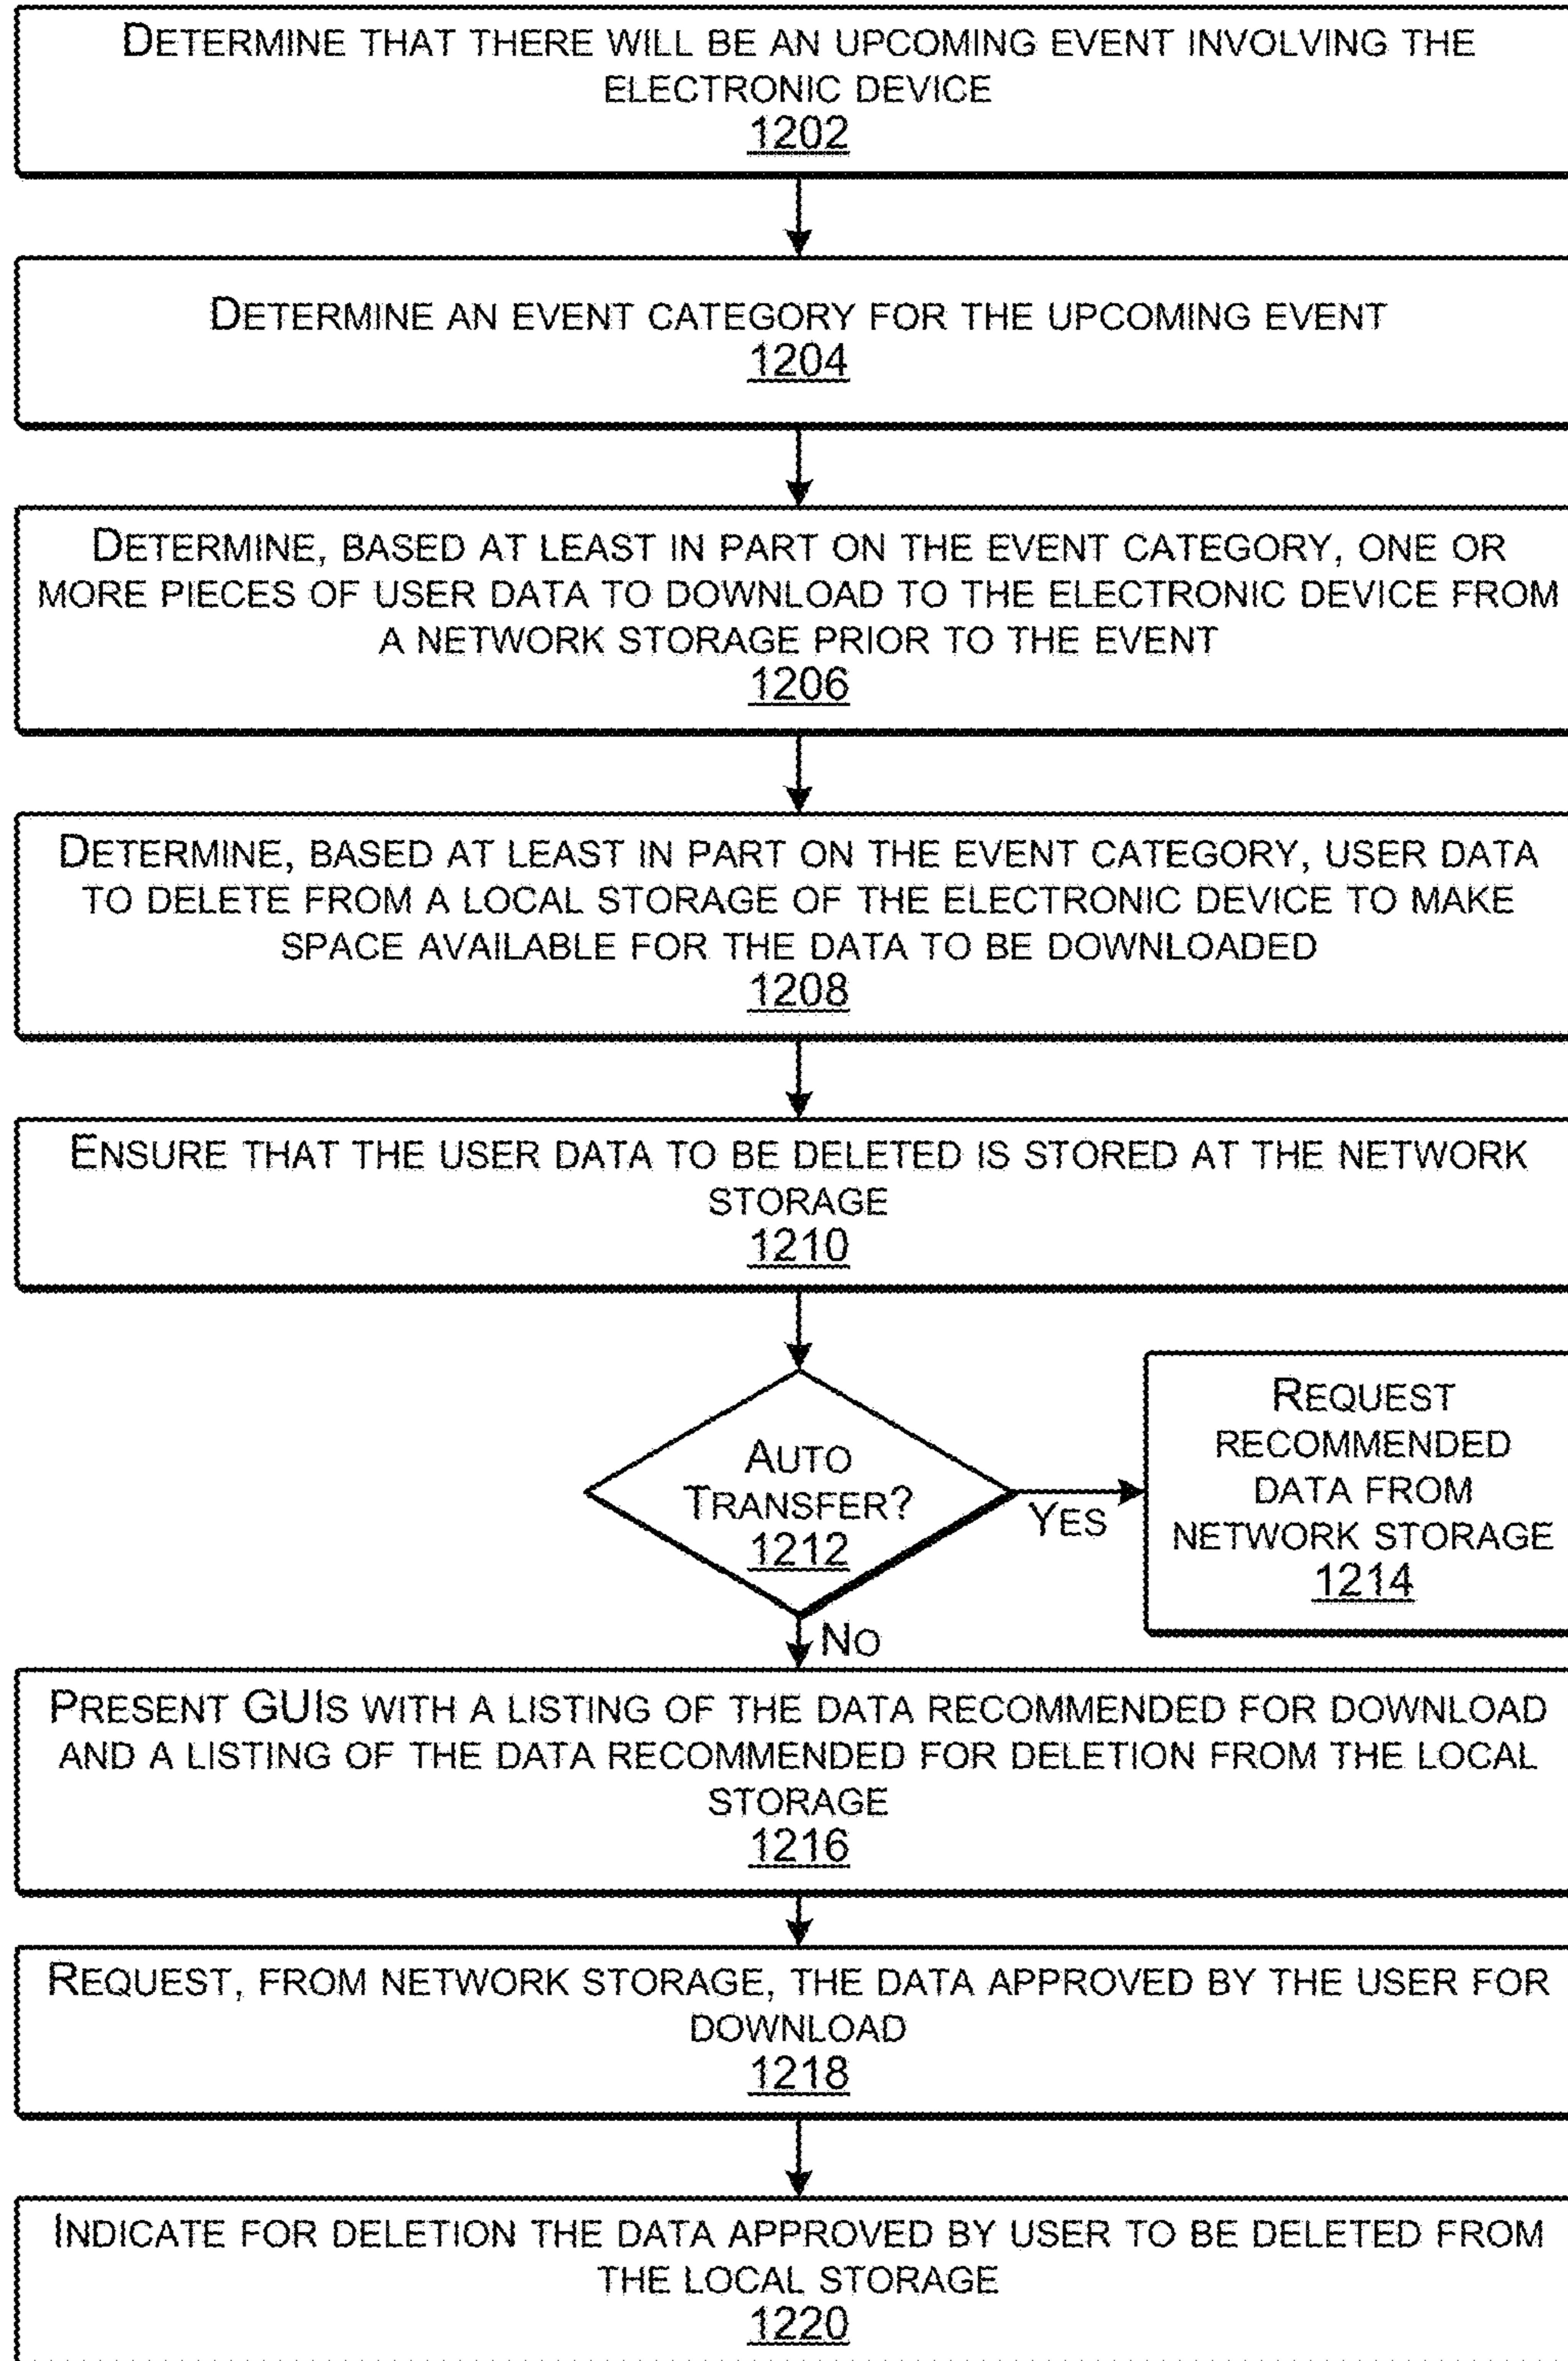 DETERMINE THAT THERE WILL BE AN UPCOMING EVENT INVOLVING THE
ELECTRONIC DEVICE
1202
DETERMINE AN EVENT CATEGORY FOR THE UPCOMING EVENT
1204
DETERMINE, BASED AT LEAST IN PART ON THE EVENT CATEGORY, ONE OR
MORE PIECES OF USER DATA TO DOWNLOAD TO THE ELECTRONIC DEVICE FROM
A NETWORK STORAGE PRIOR TO THE EVENT
1206
DETERMINE, BASED AT LEAST IN PART ON THE EVENT CATEGORY, USER DATA
TO DELETE FROM A LOCAL STORAGE OF THE ELECTRONIC DEVICE TO MAKE
SPACE AVAILABLE FOR THE DATA TO BE DOWNLOADED
1208
ENSURE THAT THE USER DATA TO BE DELETED IS STORED AT THE NETWORK
STORAGE
1210
AUTO
TRANSFER?
1212
YES
REQUEST
RECOMMENDED
DATA FROM
NETWORK STORAGE
1214
NO
PRESENT GUIS WITH A LISTING OF THE DATA RECOMMENDED FOR DOWNLOAD
AND A LISTING OF THE DATA RECOMMENDED FOR DELETION FROM THE LOCAL
STORAGE
1216
REQUEST, FROM NETWORK STORAGE, THE DATA APPROVED BY THE USER FOR
DOWNLOAD
1218
INDICATE FOR DELETION THE DATA APPROVED BY USER TO BE DELETED FROM
THE LOCAL STORAGE
1220